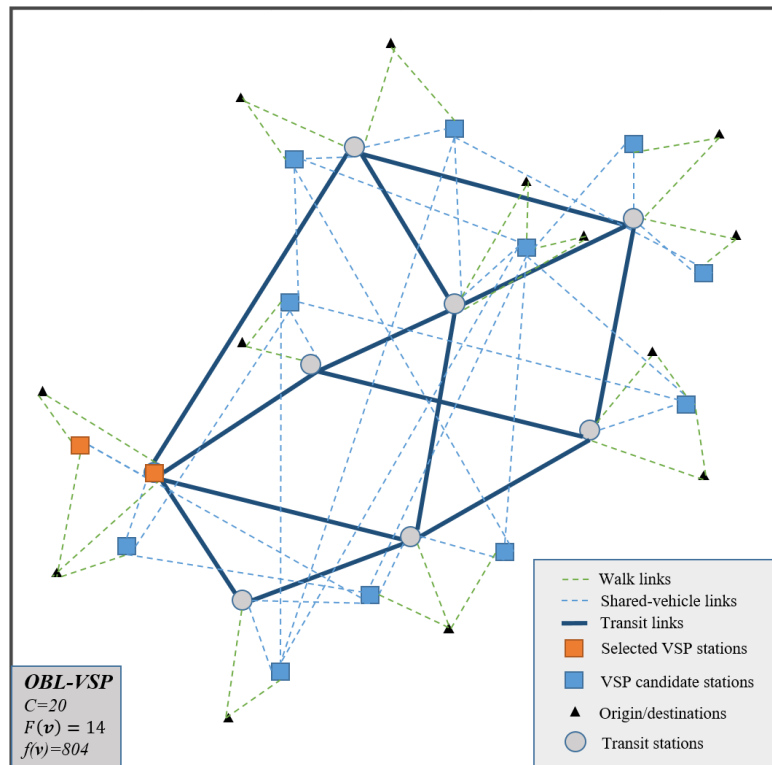 Walk links
Shared-vehicle links
Transit links
Selected VSP stations
VSP candidate stations
Origin/destinations
Transit stations
OBL-VSP
C=20
F(v) = 14
f(v)=804